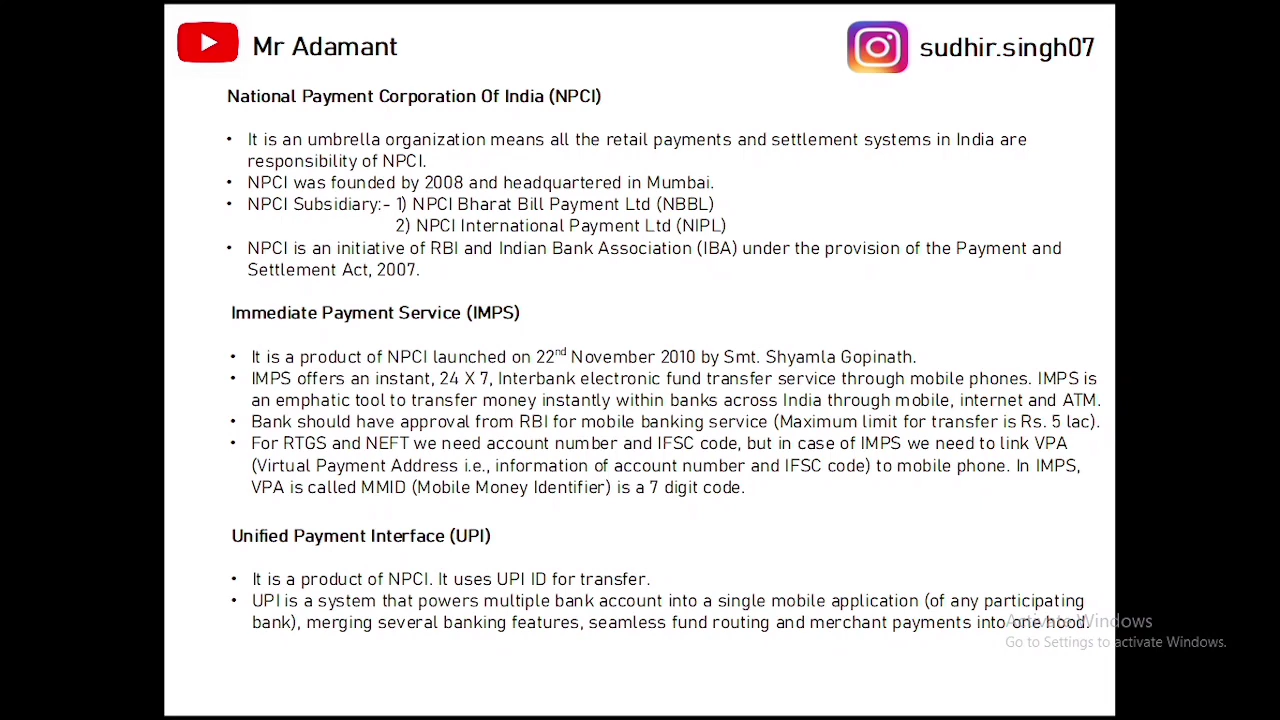 Mr Adamant
sudhir.singh07
National Payment Corporation Of India (NPCI)
• It is an umbrella organization means all the retail payments and settlement systems in India are
responsibility of NPCI.
• NPCI was founded by 2008 and headquartered in Mumbai.
• NPCI Subsidiary:- 1) NPCI Bharat Bill Payment Ltd (NBBL)
2) NPCI International Payment Ltd (NIPL)
• NPCI is an initiative of RBI and Indian Bank Association (IBA) under the provision of the Payment and
Settlement Act, 2007.
Immediate Payment Service (IMPS)
• It is a product of NPCI launched on 22nd November 2010 by Smt. Shyamla Gopinath.
• IMPS offers an instant, 24 X 7, Interbank electronic fund transfer service through mobile phones. IMPS is
an emphatic tool to transfer money instantly within banks across India through mobile, internet and ATM.
• Bank should have approval from RBI for mobile banking service (Maximum limit for transfer is Rs. 5 lac).
• For RTGS and NEFT we need account number and IFSC code, but in case of IMPS we need to link VPA
(Virtual Payment Address i.e., information of account number and IFSC code) to mobile phone. In IMPS,
VPA is called MMID (Mobile Money Identifier) is a 7 digit code.
Unified Payment Interface (UPI)
• It is a product of NPCI. It uses UPI ID for transfer.
• UPI is a system that powers multiple bank account into a single mobile application (of any participating
bank), merging several banking features, seamless fund routing and merchant payments into one hood.
Activate Windows
Go to Settings to activate Windows.